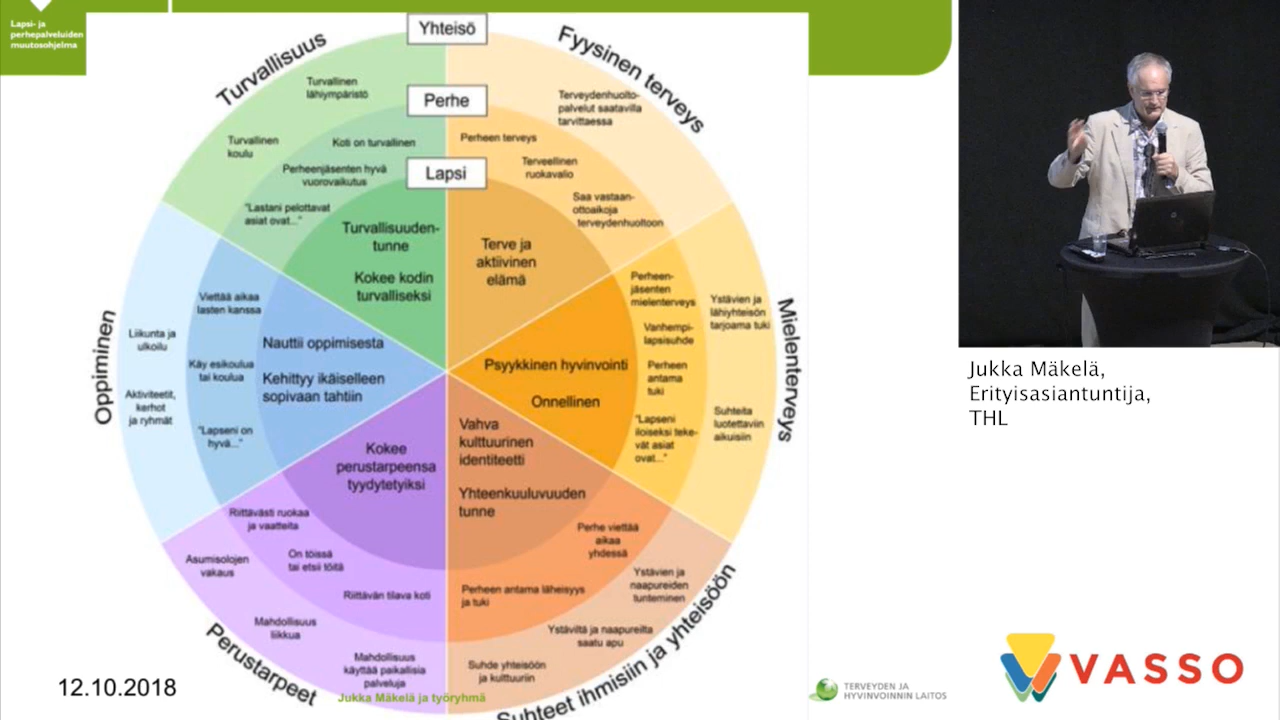 Lapsi- ja
perhepalveluiden
muutosohjelma
Yhteisö
Perhe
Lapsi
Turvallisuus
Turvallinen
lähiympäristö
Turvallinen
koulu
Koti on turvallinen
Perheenjäsenten hyvä
vuorovaikutus
"Lastani pelottavat
asiat ovat..."
Turvallisuuden-
tunne
Kokee kodin
turvalliseksi
Fyysinen terveys
Terveydenhuolto-
palvelut saatavilla
tarvittaessa
Perheen terveys
Terveellinen
ruokavalio
Saa vastaan-
ottoaikoja
terveydenhuoltoon
Terve ja
aktiivinen
elämä
Mielenterveys
Perheen-
jäsenten
mielenterveys
Vanhempi-
lapsisuhde
Perheen
antama
tuki
"Lapseni
iloiseksi teke-
vät asiat
ovat..."
Ystävien ja
lähiyhteisön
tarjoama tuki
Suhteita
luotettaviin
aikuisiin
Psyykkinen hyvinvointi
Onnellinen
Suhteet ihmisiin ja yhteisöön
Vahva
kulttuurinen
identiteetti
Yhteenkuuluvuuden
tunne
Perhe viettää
aikaa
yhdessä
Perheen antama läheisyys
ja tuki
Ystävien ja
naapureiden
tunteminen
Ystäviltä ja naapureilta
saatu apu
Suhde yhteisöön
ja kulttuuriin
Perustarpeet
Kokee
perustarpeensa
tyydytetyiksi
Riittävästi ruokaa
ja vaatteita
On töissä
tai etsii töitä
Riittävän tilava koti
Asumisolojen
vakaus
Mahdollisuus
liikkua
Mahdollisuus
käyttää paikallisia
palveluja
Oppiminen
Nauttii oppimisesta
Kehittyy ikäiselleen
sopivaan tahtiin
Viettää aikaa
lasten kanssa
Käy esikoulua
tai koulua
"Lapseni on
hyvä..."
Liikunta ja
ulkoilu
Aktiviteetit,
kerhot
ja ryhmät
12.10.2018
Jukka Mäkelä ja työryhmä
TERVEYDEN JA
HYVINVOINNIN LAITOS
Jukka Mäkelä,
Erityisasiantuntija,
THL
VASSO